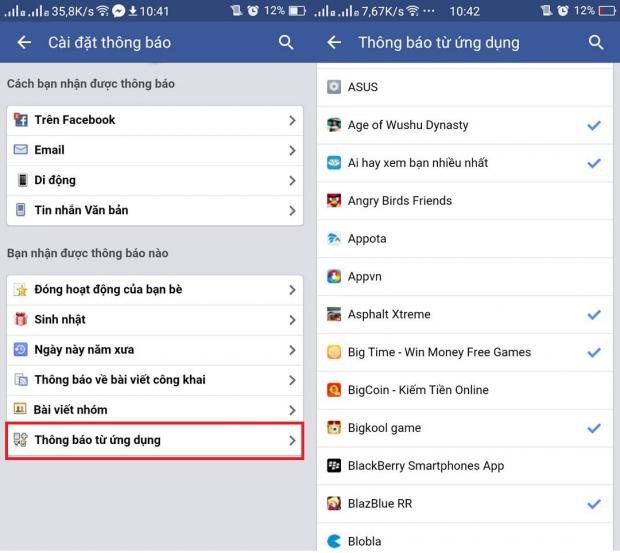 35,8K/s 10:41 12%
Cài đặt thông báo
Cách bạn nhận được thông báo
Trên Facebook
Email
Di động
Tin nhắn Văn bản
Bạn nhận được thông báo nào
Đóng hoạt động của bạn bè
Sinh nhật
Ngày này năm xưa
Thông báo về bài viết công khai
Bài viết nhóm
Thông báo từ ứng dụng
7,67K/s ... 10:42 12%
Thông báo từ ứng dụng
ASUS
Age of Wushu Dynasty
Ai hay xem bạn nhiều nhất
Angry Birds Friends
Appota
Appvn
Asphalt Xtreme
Big Time - Win Money Free Games
BigCoin - Kiếm Tiền Online
Bigkool game
BlackBerry Smartphones App
BlazBlue RR
Blobla